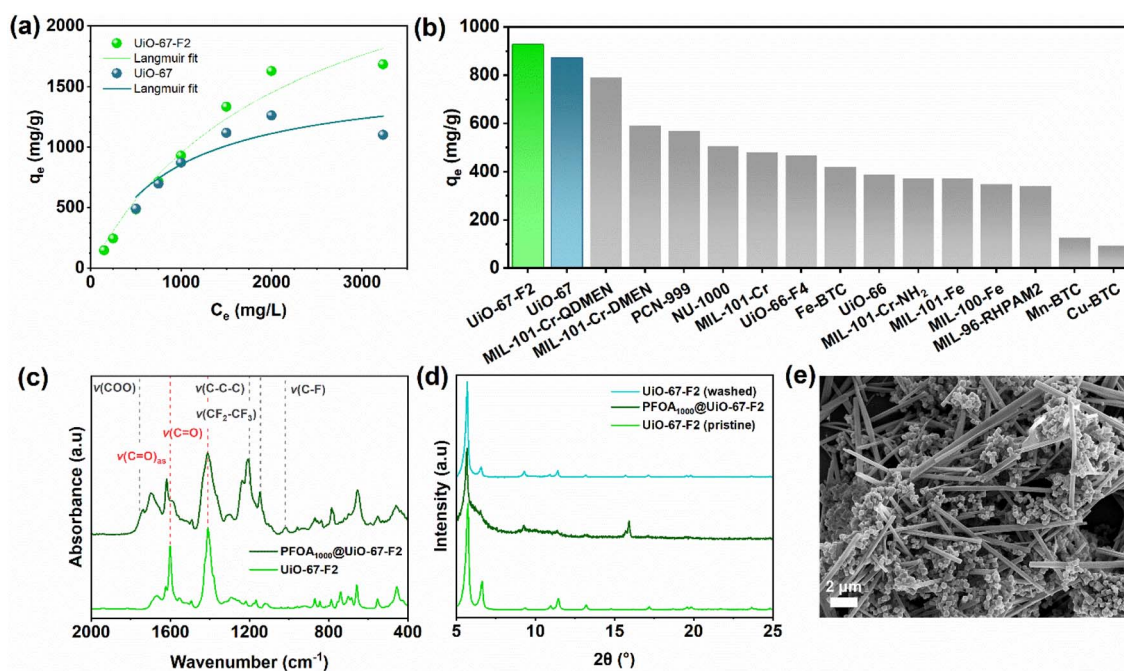 (a)
2000
1500
1000
500
0
qe (mg/g)
UiO-67-F2
Langmuir fit
UiO-67
Langmuir fit
0 1000 2000 3000
Ce (mg/L)
(b)
1000
800
600
400
200
0
qe (mg/g)
UiO-67-F2
UiO-67
MIL-101-Cr-QDMEN
MIL-101-Cr-DMEN
PCN-999
NU-1000
MIL-101-Cr
UiO-66-F4
Fe-BTC
UiO-66
MIL-101-Cr-NH2
MIL-101-Fe
MIL-100-Fe
MIL-96-RHPAM2
Mn-BTC
Cu-BTC
(c)
ν(COO)
ν(C-C-C)
ν(C-F)
ν(CF2-CF3)
ν(C=O)
ν(C=O)as
Absorbance (a.u)
PFOA1000@UiO-67-F2
UiO-67-F2
2000 1600 1200 800 400
Wavenumber (cm-1)
(d)
UiO-67-F2 (washed)
PFOA1000@UiO-67-F2
UiO-67-F2 (pristine)
Intensity (a.u)
5 10 15 20 25
2θ (°)
(e)
2 μm